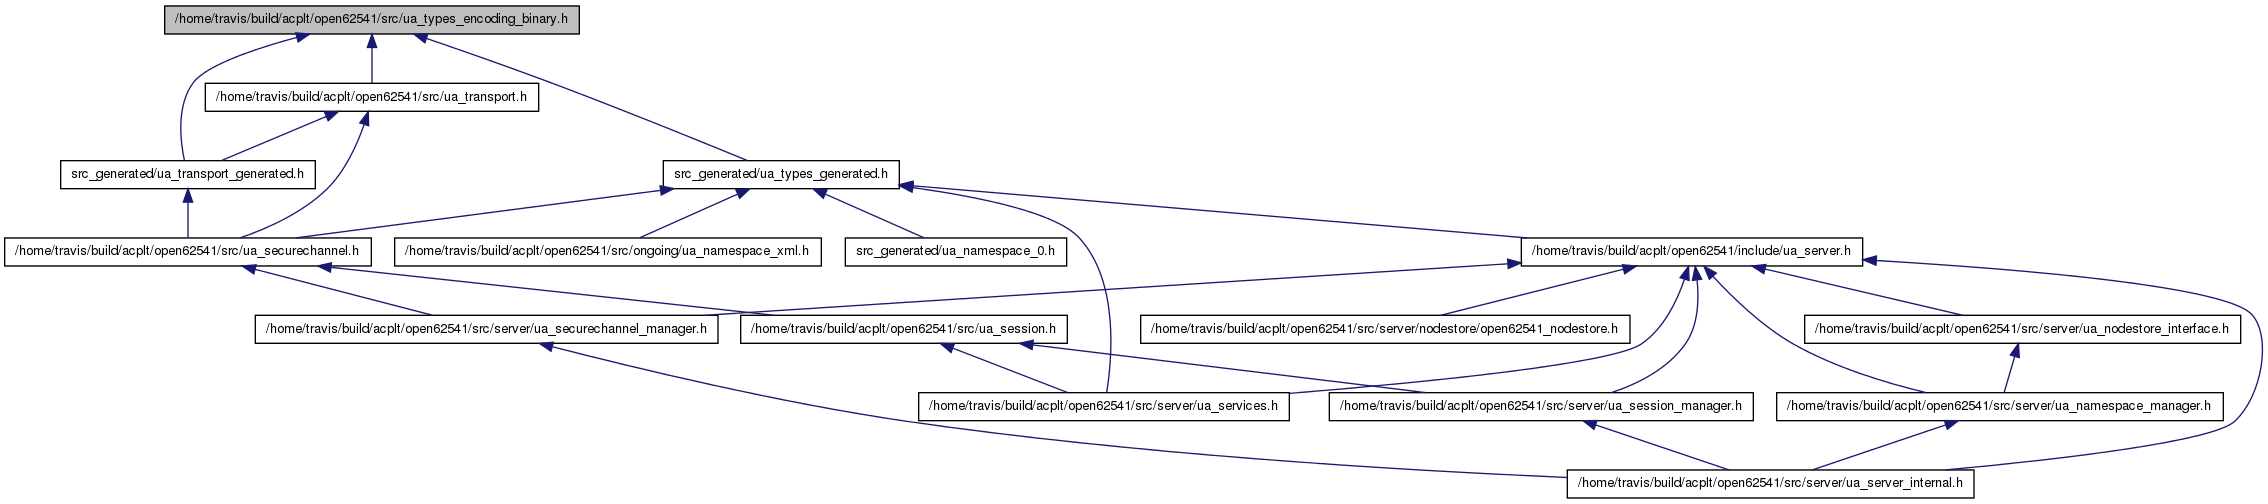 /home/travis/build/acplt/open62541/src/ua_types_encoding_binary.h
/home/travis/build/acplt/open62541/src/ua_transport.h
src_generated/ua_transport_generated.h
src_generated/ua_types_generated.h
/home/travis/build/acplt/open62541/src/ua_securechannel.h
/home/travis/build/acplt/open62541/src/ongoing/ua_namespace_xml.h
src_generated/ua_namespace_0.h
/home/travis/build/acplt/open62541/include/ua_server.h
/home/travis/build/acplt/open62541/src/server/ua_securechannel_manager.h
/home/travis/build/acplt/open62541/src/ua_session.h
/home/travis/build/acplt/open62541/src/server/nodestore/open62541_nodestore.h
/home/travis/build/acplt/open62541/src/server/ua_nodestore_interface.h
/home/travis/build/acplt/open62541/src/server/ua_services.h
/home/travis/build/acplt/open62541/src/server/ua_session_manager.h
/home/travis/build/acplt/open62541/src/server/ua_namespace_manager.h
/home/travis/build/acplt/open62541/src/server/ua_server_internal.h